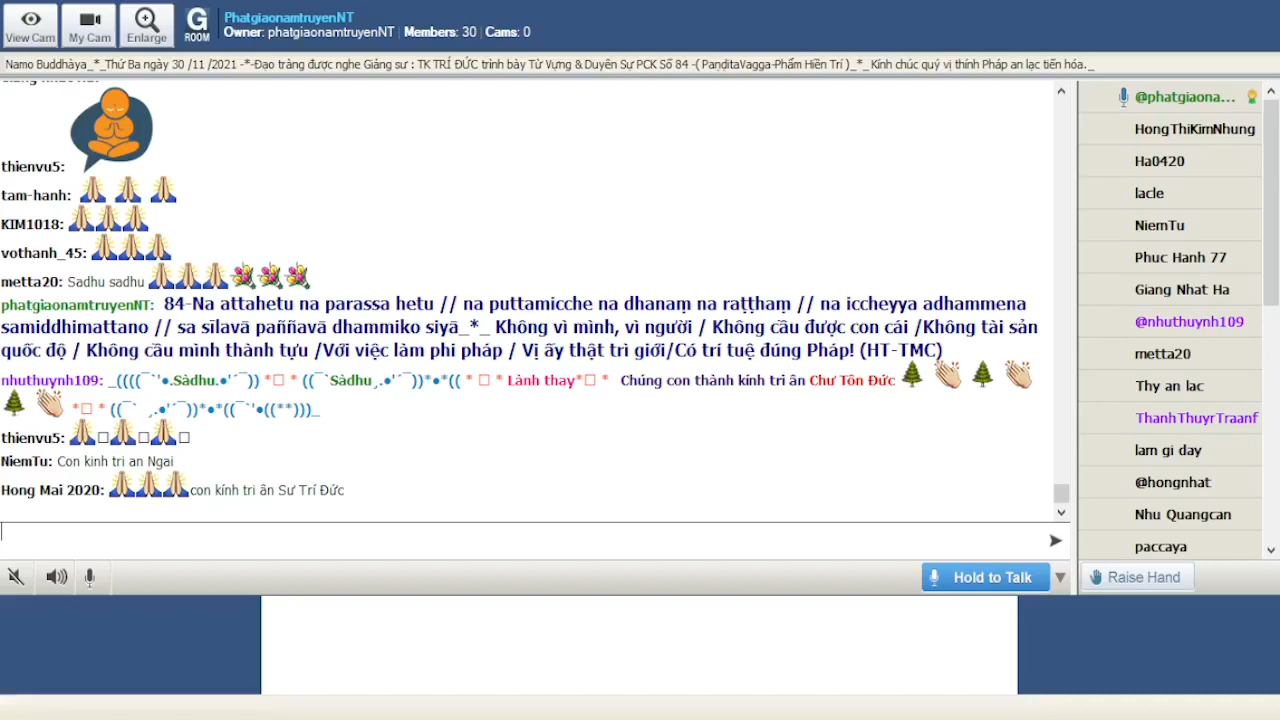 View Cam
My Cam
Enlarge
G
ROOM
PhatgiaonamtruyenNT
Owner: phatgiaonamtruyenNT | Members: 30 | Cams: 0
Namo Buddhàya_*_Thứ Ba ngày 30 /11 /2021 -*-Đạo tràng được nghe Giảng sư : TK TRÍ ĐỨC trình bày Từ Vựng & Duyên Sự PCK Số 84 -( PaṇḍitaVagga-Phẩm Hiền Trí )_*_ Kính chúc quý vị thính Pháp an lạc tiến hóa._
thienvu5:
tam-hanh:
KIM1018:
vothanh_45:
metta20: Sadhu sadhu
phatgiaonamtruyenNT: 84-Na attahetu na parassa hetu // na puttamicche na dhanaṃ na raṭṭhaṃ // na iccheyya adhammena
samiddhimattano // sa sīlavā paññavā dhammiko siyā_*_ Không vì mình, vì người / Không cầu được con cái /Không tài sản
quốc độ / Không cầu mình thành tựu /Với việc làm phi pháp / Vị ấy thật trì giới/Có trí tuệ đúng Pháp! (HT-TMC)
nhuthuynh109: _((((¯`'•.Sàdhu.•'´¯)) *□ * ((¯`Sàdhu¸.•'´¯))*•*(( * □ * Lành thay*□ * Chúng con thành kính tri ân Chư Tôn Đức
*□ * ((¯` ¸.•'´¯))*•*((¯`'•((**)))_
thienvu5: □ □ □
NiemTu: Con kinh tri an Ngai
Hong Mai 2020: con kính tri ân Sư Trí Đức
Hold to Talk
@phatgiaona...
HongThiKimNhung
Ha0420
lacle
NiemTu
Phuc Hanh 77
Giang Nhat Ha
@nhuthuynh109
metta20
Thy an lac
ThanhThuyrTraanf
lam gi day
@hongnhat
Nhu Quangcan
paccaya
Raise Hand